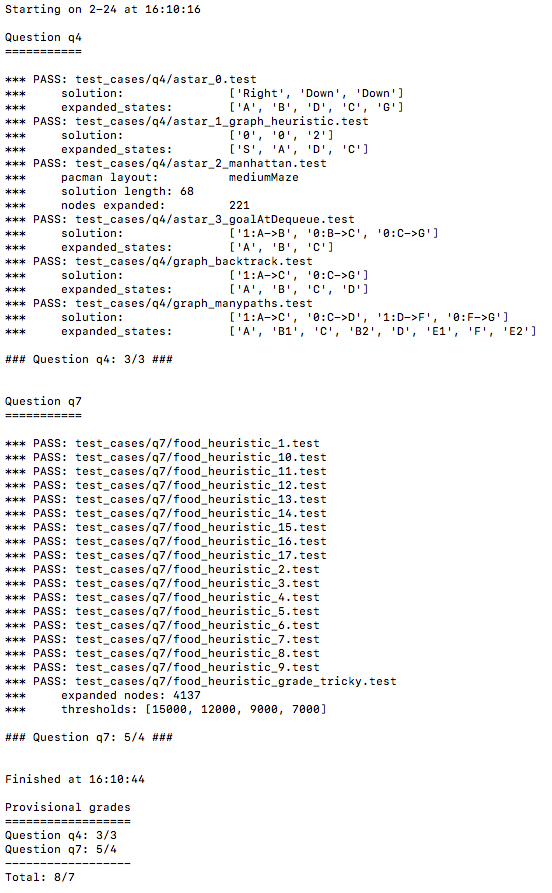 Starting on 2-24 at 16:10:16

Question q4
===========

*** PASS: test_cases/q4/astar_0.test
***     solution:               ['Right', 'Down', 'Down']
***     expanded_states:        ['A', 'B', 'D', 'C', 'G']
*** PASS: test_cases/q4/astar_1_graph_heuristic.test
***     solution:               ['0', '0', '2']
***     expanded_states:        ['S', 'A', 'D', 'C']
*** PASS: test_cases/q4/astar_2_manhattan.test
***     pacman layout:          mediumMaze
***     solution length: 68
***     nodes expanded:         221
*** PASS: test_cases/q4/astar_3_goalAtDequeue.test
***     solution:               ['1:A->B', '0:B->C', '0:C->G']
***     expanded_states:        ['A', 'B', 'C']
*** PASS: test_cases/q4/graph_backtrack.test
***     solution:               ['1:A->C', '0:C->G']
***     expanded_states:        ['A', 'B', 'C', 'D']
*** PASS: test_cases/q4/graph_manypaths.test
***     solution:               ['1:A->C', '0:C->D', '1:D->F', '0:F->G']
***     expanded_states:        ['A', 'B1', 'C', 'B2', 'D', 'E1', 'F', 'E2']

### Question q4: 3/3 ###

Question q7
===========

*** PASS: test_cases/q7/food_heuristic_1.test
*** PASS: test_cases/q7/food_heuristic_10.test
*** PASS: test_cases/q7/food_heuristic_11.test
*** PASS: test_cases/q7/food_heuristic_12.test
*** PASS: test_cases/q7/food_heuristic_13.test
*** PASS: test_cases/q7/food_heuristic_14.test
*** PASS: test_cases/q7/food_heuristic_15.test
*** PASS: test_cases/q7/food_heuristic_16.test
*** PASS: test_cases/q7/food_heuristic_17.test
*** PASS: test_cases/q7/food_heuristic_2.test
*** PASS: test_cases/q7/food_heuristic_3.test
*** PASS: test_cases/q7/food_heuristic_4.test
*** PASS: test_cases/q7/food_heuristic_5.test
*** PASS: test_cases/q7/food_heuristic_6.test
*** PASS: test_cases/q7/food_heuristic_7.test
*** PASS: test_cases/q7/food_heuristic_8.test
*** PASS: test_cases/q7/food_heuristic_9.test
*** PASS: test_cases/q7/food_heuristic_grade_tricky.test
***     expanded nodes: 4137
***     thresholds: [15000, 12000, 9000, 7000]

### Question q7: 5/4 ###

Finished at 16:10:44

Provisional grades
==================
Question q4: 3/3
Question q7: 5/4
------------------
Total: 8/7